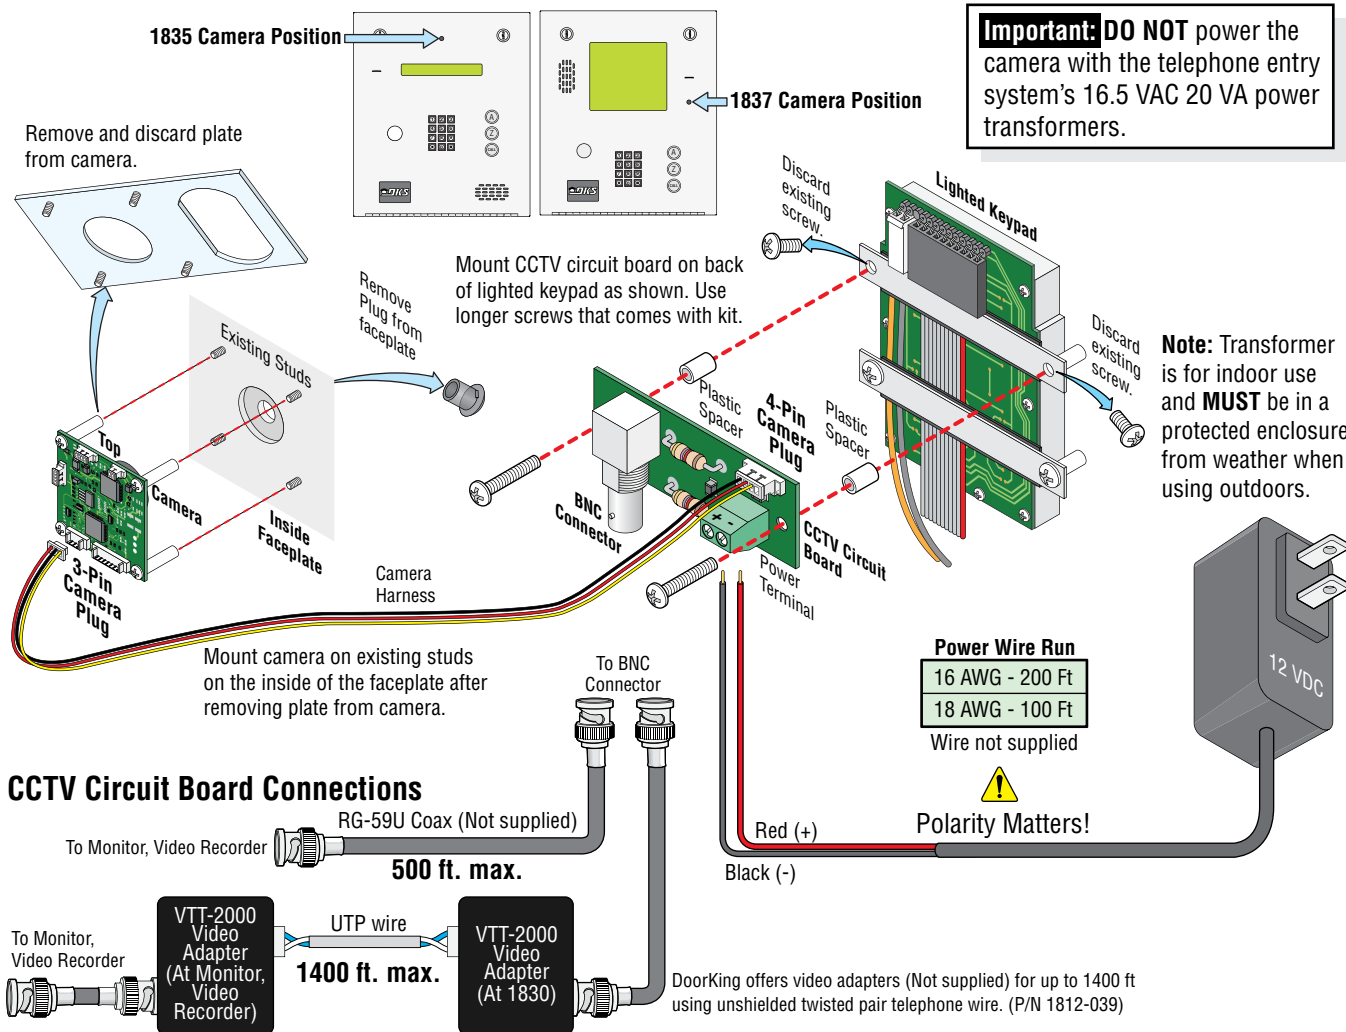 1835 Camera Position
1837 Camera Position
Important: DO NOT power the
camera with the telephone entry
system's 16.5 VAC 20 VA power
transformers.
Remove and discard plate
from camera.
A
Z
CALL
DKS
A
Z
CALL
DKS
Discard
existing
screw.
Lighted Keypad
Mount CCTV circuit board on back
of lighted keypad as shown. Use
longer screws that comes with kit.
Remove
Plug from
faceplate
Existing Studs
Discard
existing
screw.
Note: Transformer
is for indoor use
and MUST be in a
protected enclosure
from weather when
using outdoors.
Plastic
Spacer
4-Pin
Camera
Plug
Plastic
Spacer
Top
Camera
Inside
Faceplate
3-Pin
Camera
Plug
BNC
Connector
2
2
+ -
CCTV Circuit
Board
Power
Terminal
Camera
Harness
12 VDC
Mount camera on existing studs
on the inside of the faceplate after
removing plate from camera.
To BNC
Connector
Power Wire Run
16 AWG - 200 Ft
18 AWG - 100 Ft
Wire not supplied
Polarity Matters!
Red (+)
Black (-)
CCTV Circuit Board Connections
RG-59U Coax (Not supplied)
To Monitor, Video Recorder
500 ft. max.
VTT-2000
Video
Adapter
(At Monitor,
Video
Recorder)
UTP wire
1400 ft. max.
VTT-2000
Video
Adapter
(At 1830)
To Monitor,
Video Recorder
DoorKing offers video adapters (Not supplied) for up to 1400 ft
using unshielded twisted pair telephone wire. (P/N 1812-039)